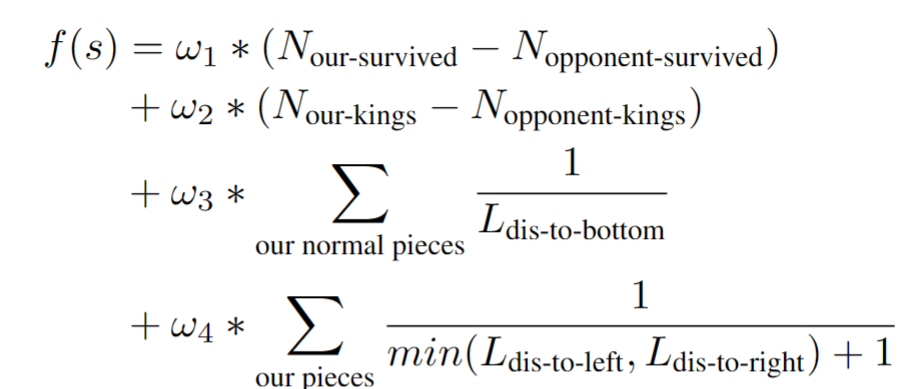 f(s) = ω₁ * (N_our-survived − N_opponent-survived)
+ ω₂ * (N_our-kings − N_opponent-kings)
+ ω₃ * ∑_{our normal pieces} 1 / L_dis-to-bottom
+ ω₄ * ∑_{our pieces} 1 / (min(L_dis-to-left, L_dis-to-right) + 1)